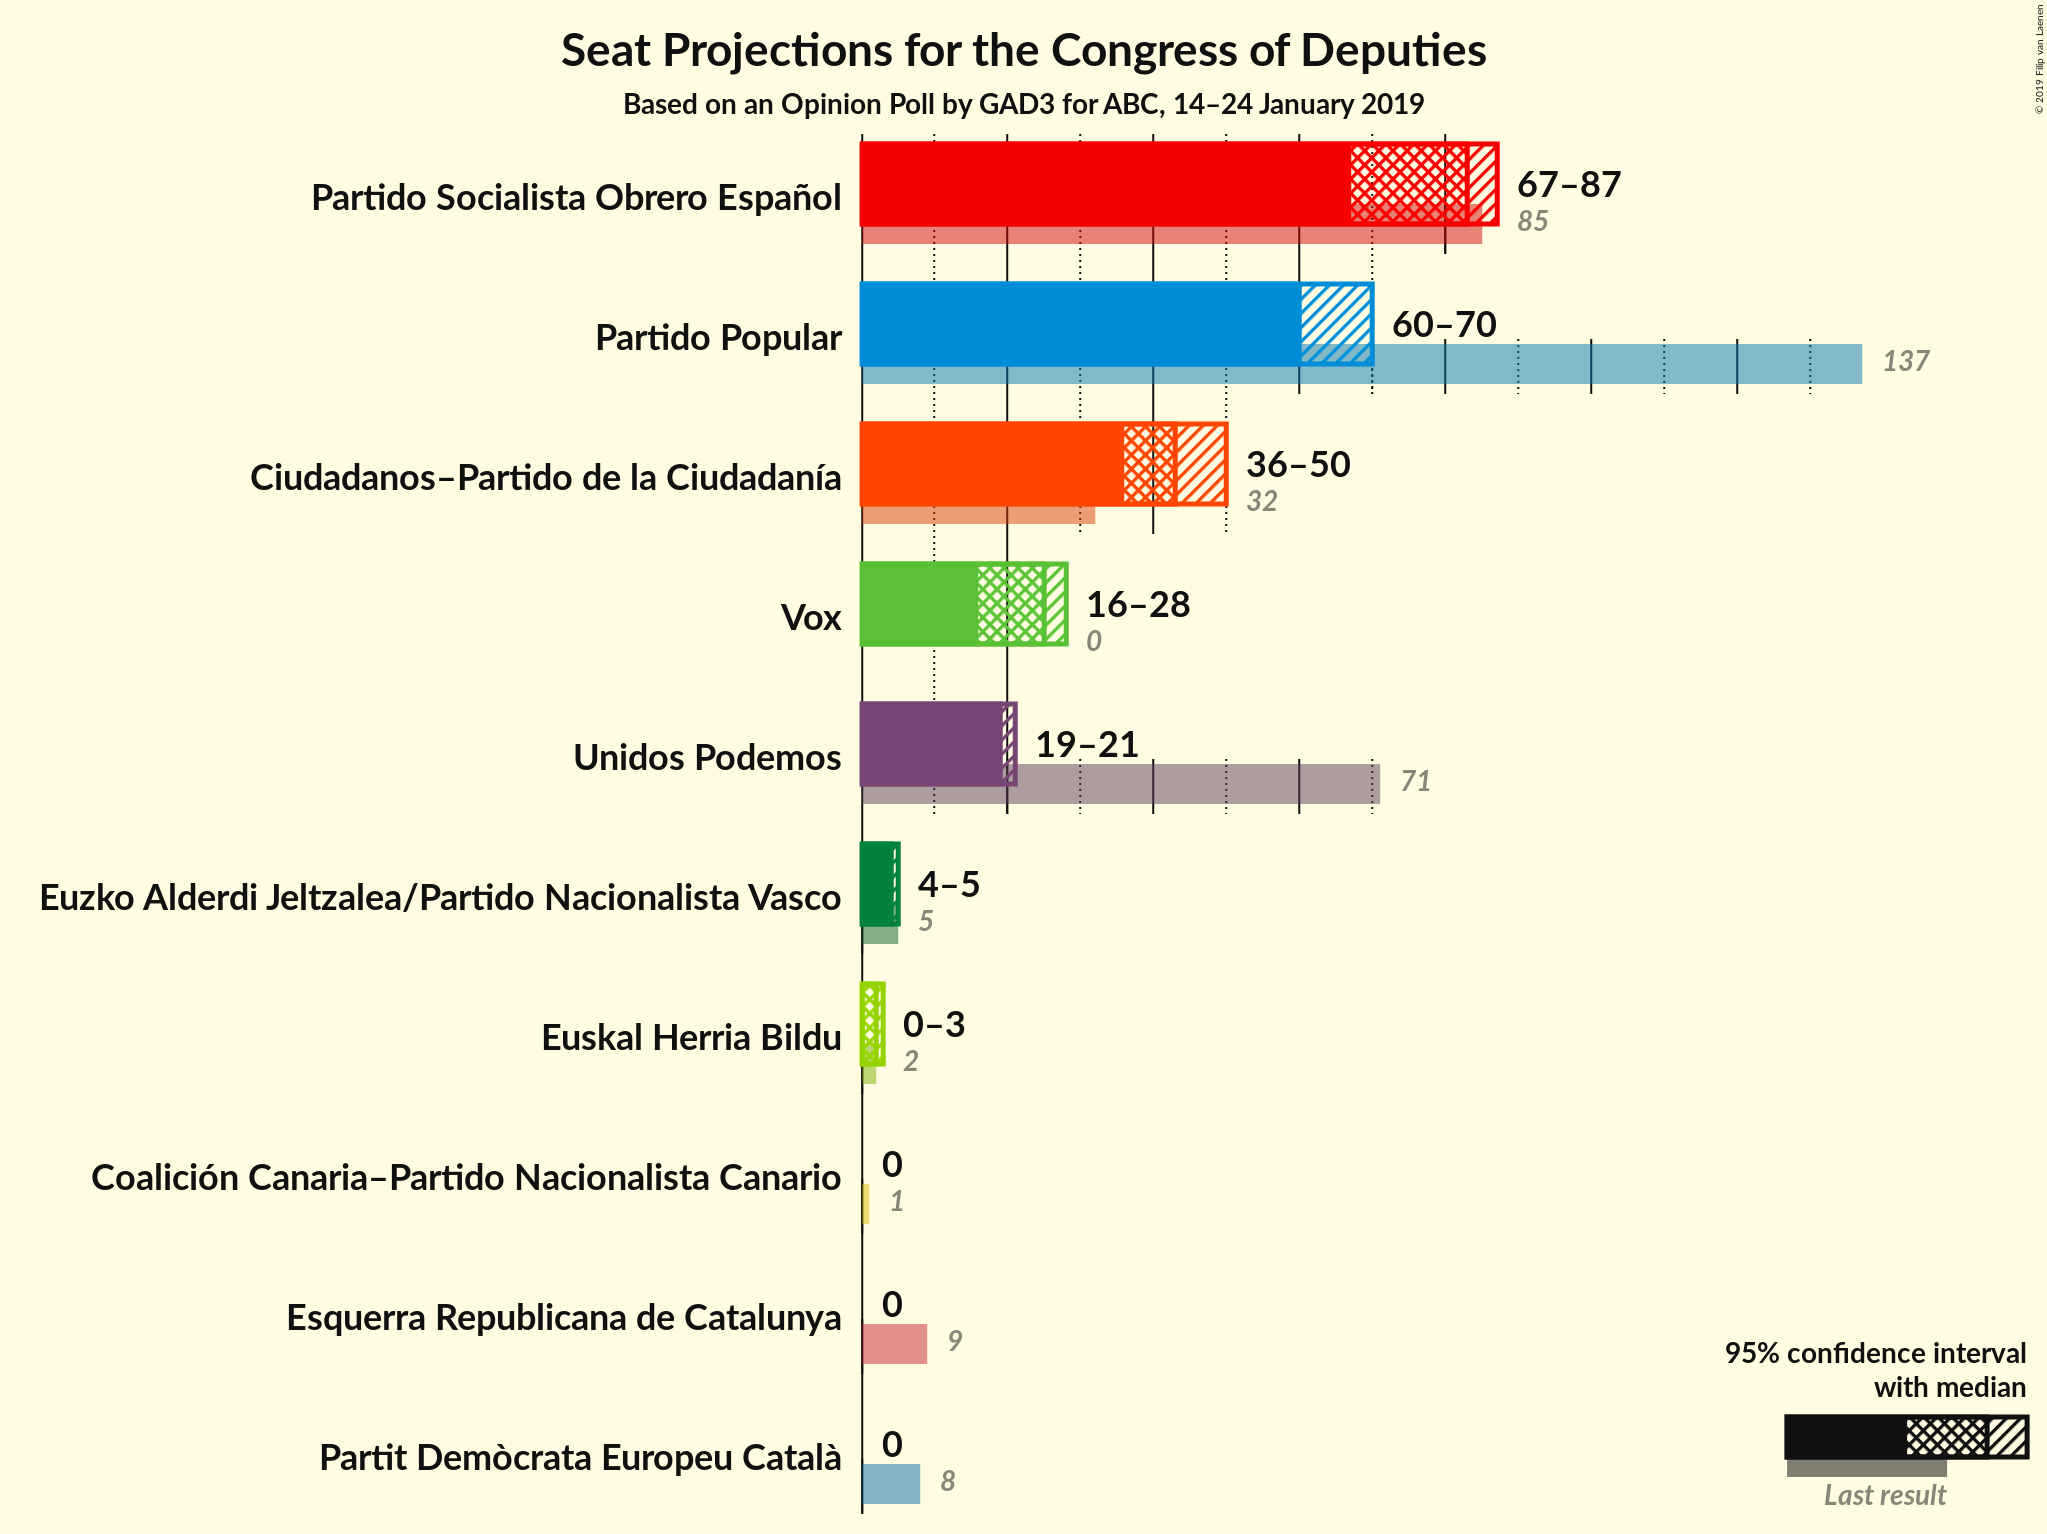 Seat Projections for the Congress of Deputies
Based on an Opinion Poll by GAD3 for ABC, 14–24 January 2019
© 2019 Filip van Laenen
Partido Socialista Obrero Español
67–87
85
Partido Popular
60–70
137
Ciudadanos–Partido de la Ciudadanía
36–50
32
Vox
16–28
0
Unidos Podemos
19–21
71
Euzko Alderdi Jeltzalea/Partido Nacionalista Vasco
4–5
5
Euskal Herria Bildu
0–3
2
Coalición Canaria–Partido Nacionalista Canario
0
1
Esquerra Republicana de Catalunya
0
9
Partit Demòcrata Europeu Català
0
8
95% confidence interval
with median
Last result